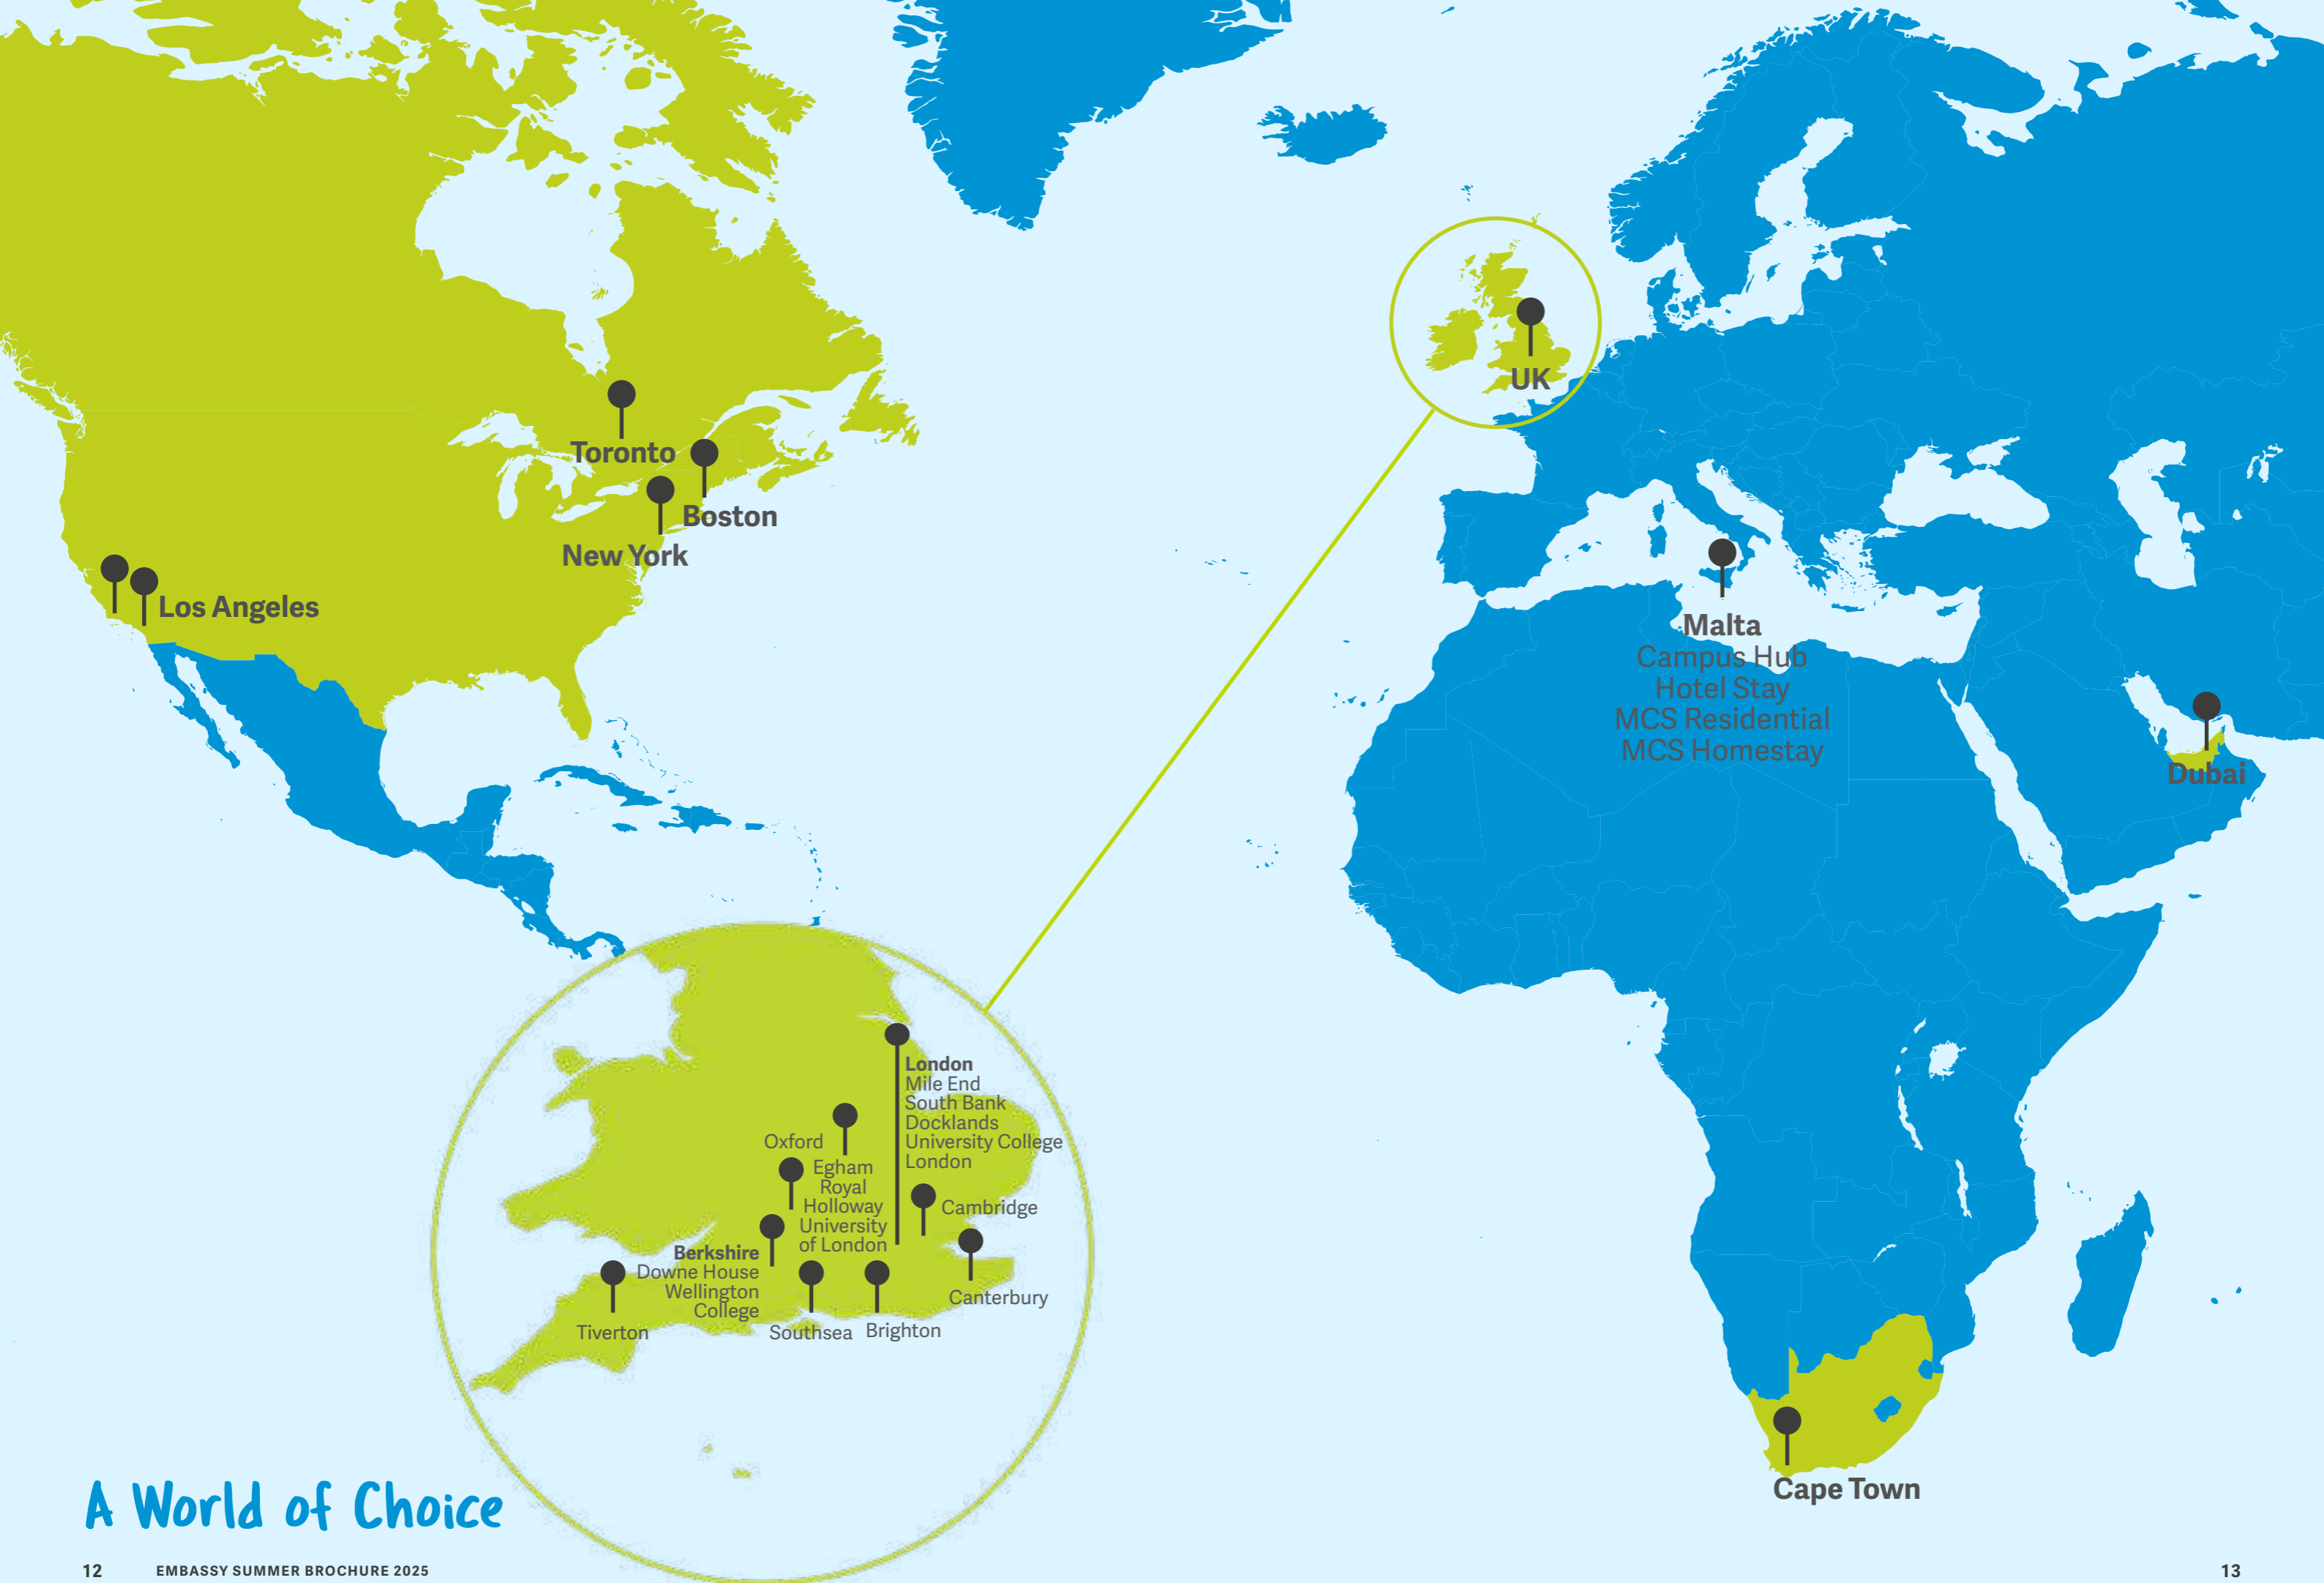 UK
Toronto
Boston
New York
Los Angeles
Malta
Campus Hub
Hotel Stay
MCS Residential
MCS Homestay
Dubai
London
Mile End
South Bank
Docklands
University College
London
Oxford
Egham
Royal
Holloway
University
of London
Cambridge
Berkshire
Downe House
Wellington
College
Canterbury
Tiverton
Southsea
Brighton
Cape Town
A World of Choice
12 EMBASSY SUMMER BROCHURE 2025
13